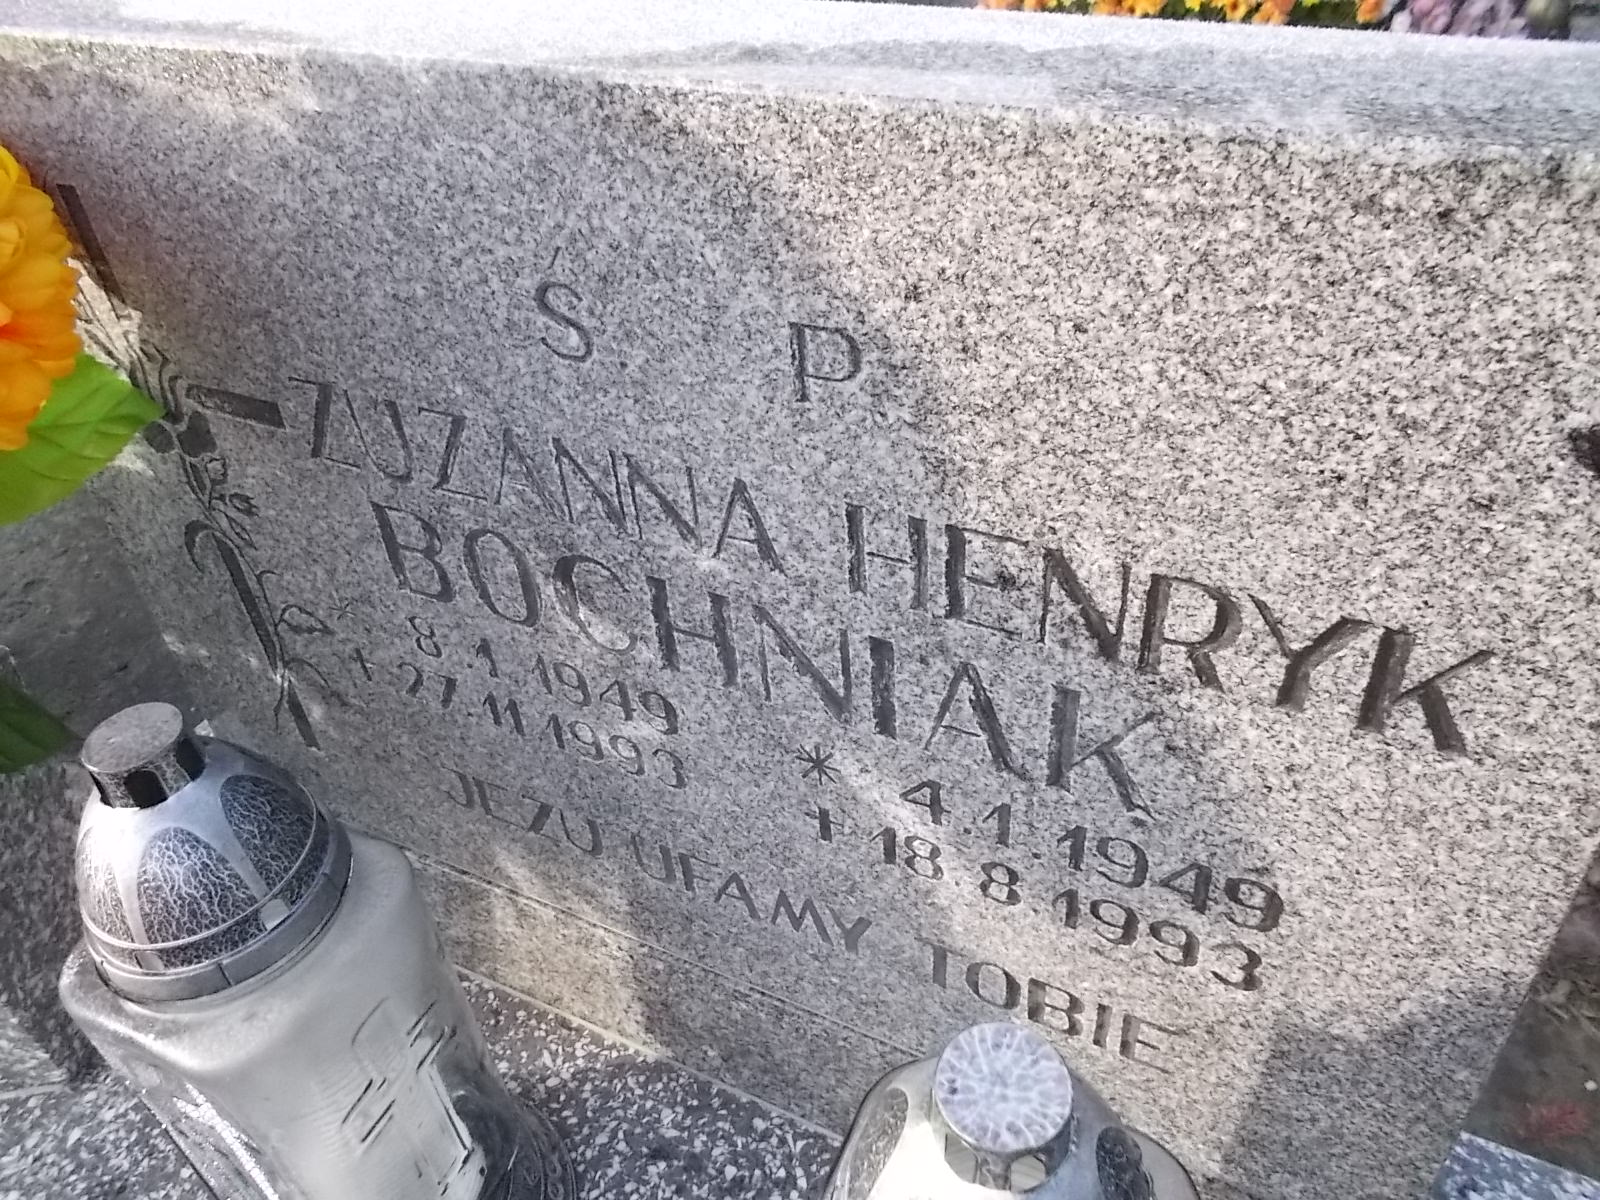 Ś P
ZUZANNA HENRYK
BOCHNIAK
* 8.1 1949
+ 27.11 1993
* 4.1.1949
+ 18.8 1993
JEZU UFAMY TOBIE